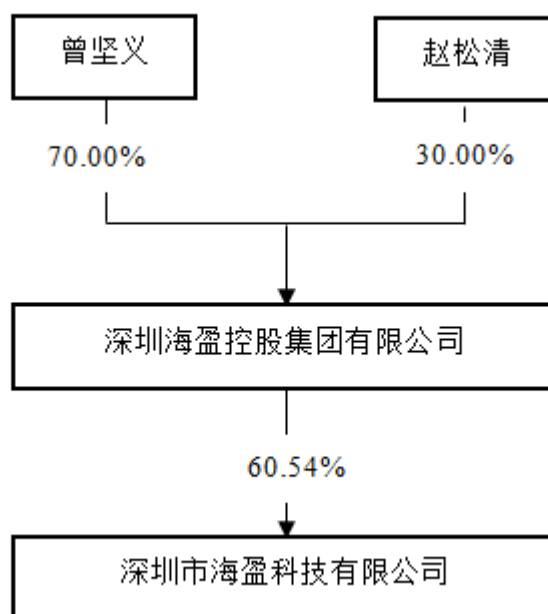 曾坚义
赵松清
70.00%
30.00%
深圳海盈控股集团有限公司
60.54%
深圳市海盈科技有限公司